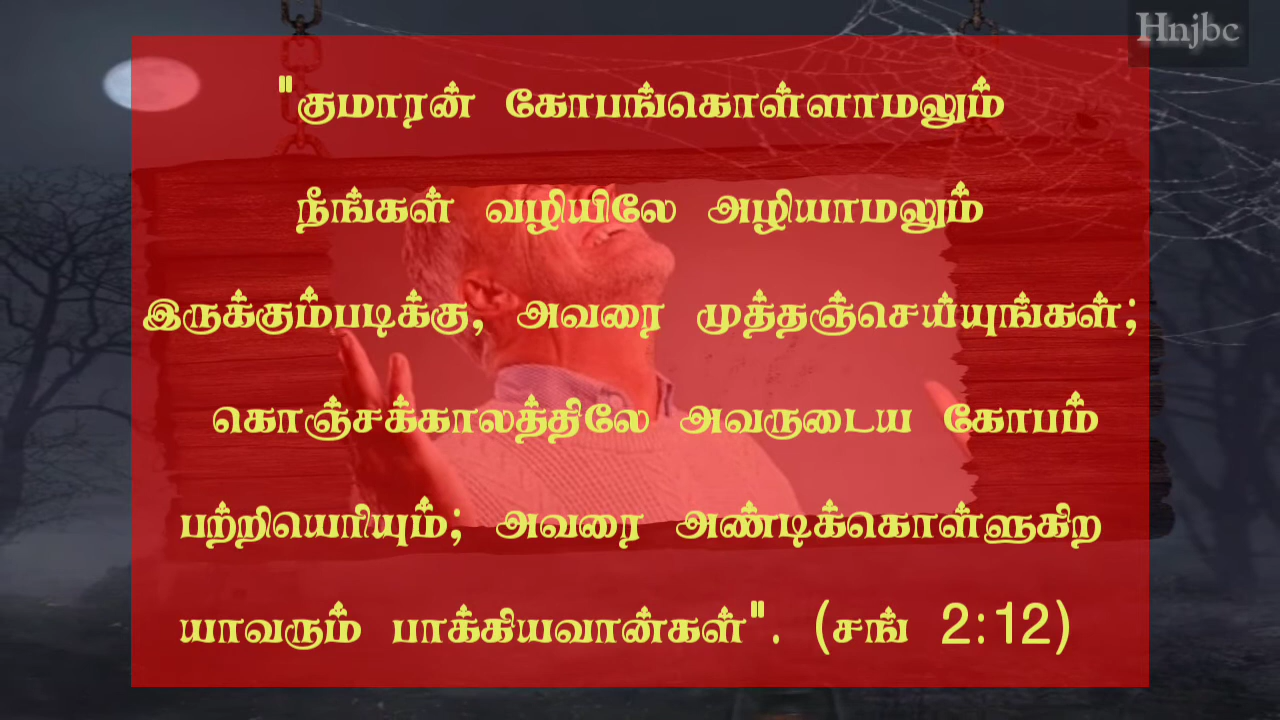 Hnjbc
"குமாரன் கோபங்கொள்ளாமலும்
நீங்கள் வழியிலே அழியாமலும்
இருக்கும்படிக்கு, அவரை முத்தஞ்செய்யுங்கள்;
கொஞ்சக்காலத்திலே அவருடைய கோபம்
பற்றியெரியும்; அவரை அண்டிக்கொள்ளுகிற
யாவரும் பாக்கியவான்கள்". (சங் 2:12)